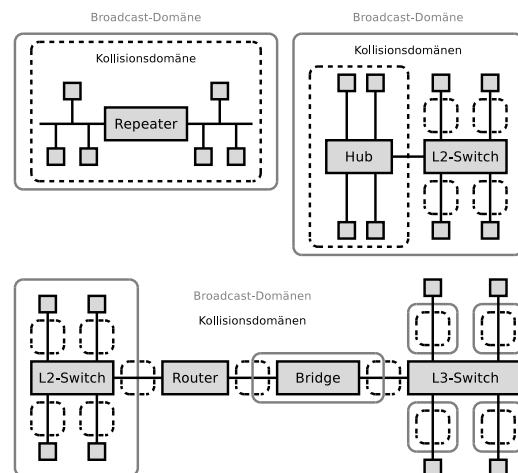 Broadcast-Domäne
Kollisionsdomäne
Repeater
Broadcast-Domäne
Kollisionsdomänen
Hub
L2-Switch
Broadcast-Domänen
Kollisionsdomänen
L2-Switch
Router
Bridge
L3-Switch